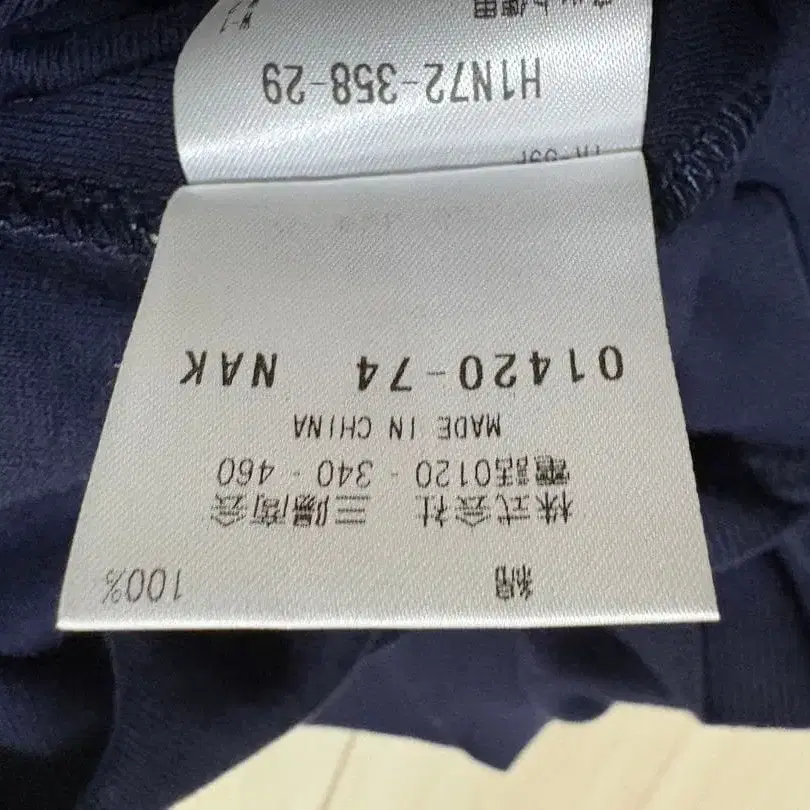 綿 100%
株式会社 三陽商会
電話0120-340-460
MADE IN CHINA
01420-74 NAK
H1N72-358-29